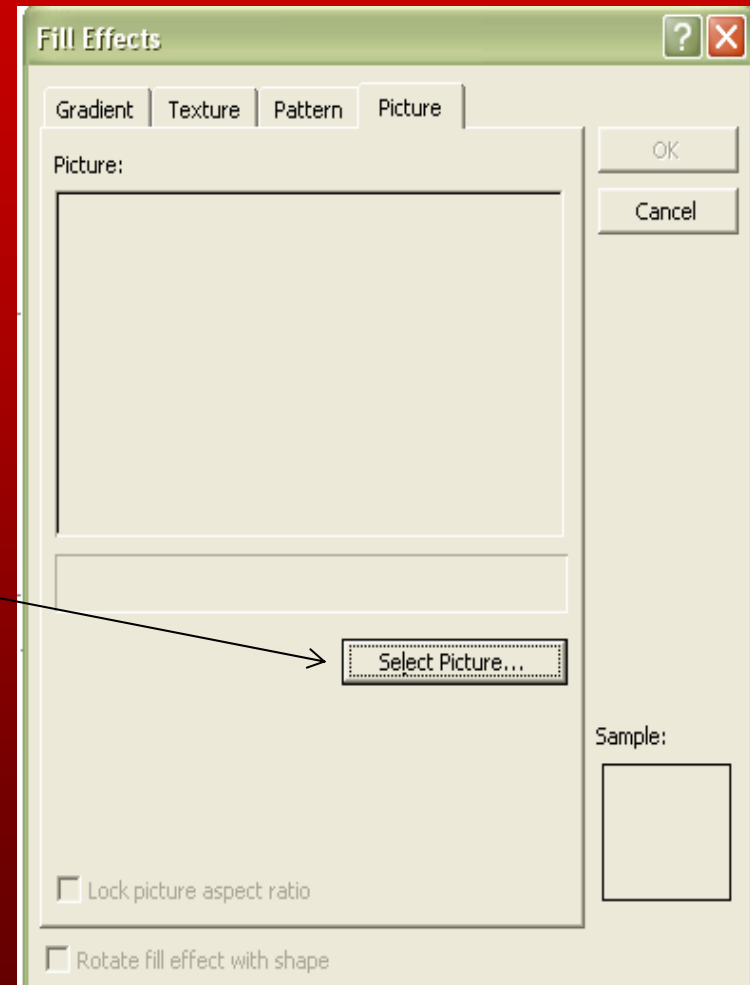 Fill Effects
Gradient Texture Pattern Picture
OK
Picture:
Cancel
Select Picture...
Sample:
Lock picture aspect ratio
Rotate fill effect with shape